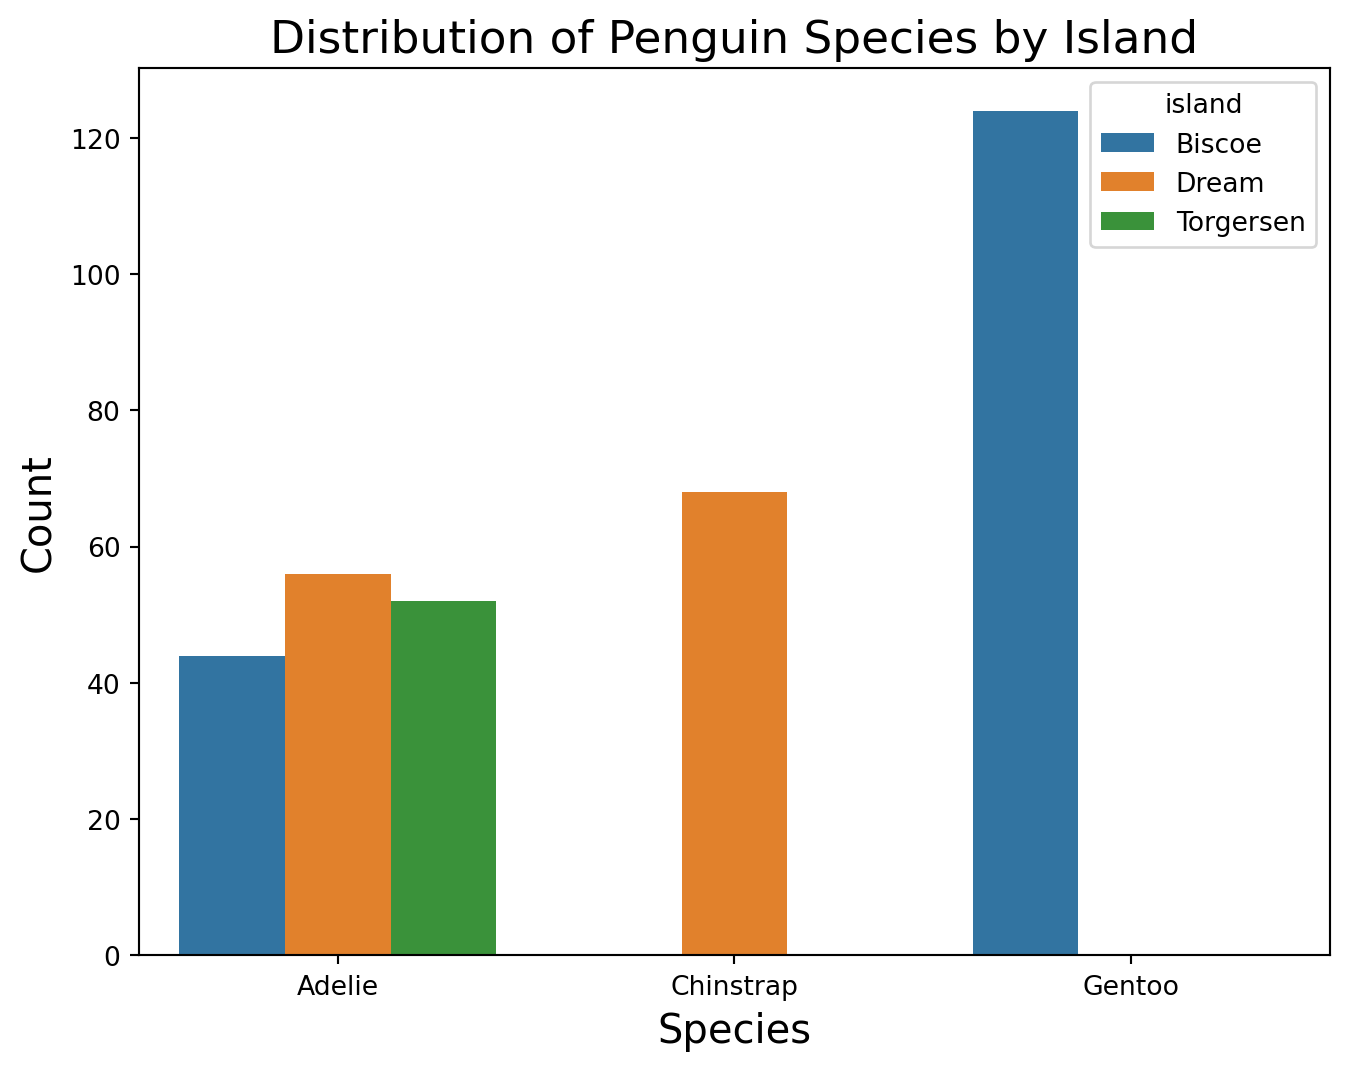 Distribution of Penguin Species by Island
island
Biscoe
Dream
Torgersen
120
100
80
60
40
20
0
Count
Adelie Chinstrap Gentoo
Species